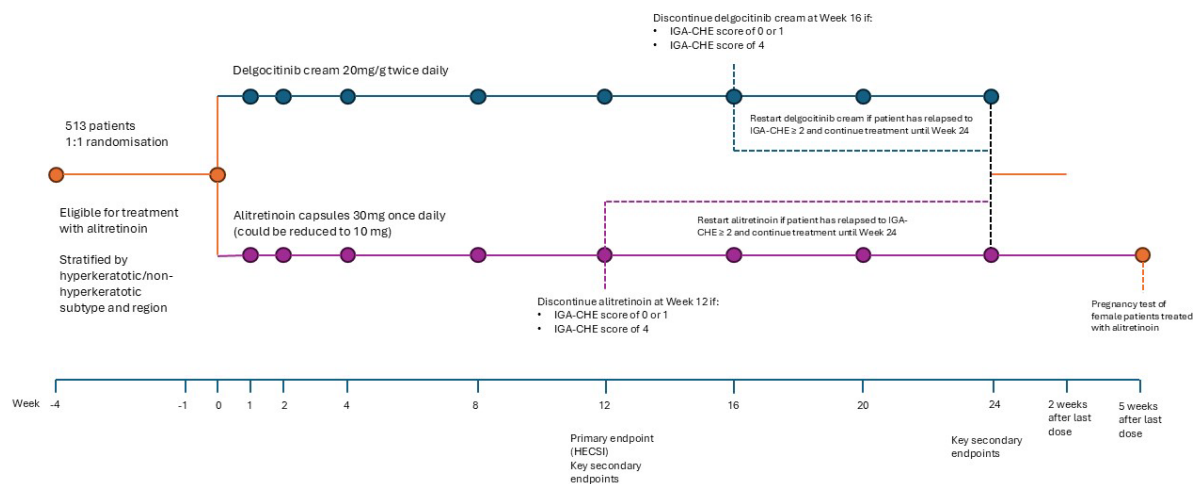 Discontinue delgocitinib cream at Week 16 if:
• IGA-CHE score of 0 or 1
• IGA-CHE score of 4
Delgocitinib cream 20mg/g twice daily
513 patients
1:1 randomisation
Restart delgocitinib cream if patient has relapsed to
IGA-CHE ≥ 2 and continue treatment until Week 24
Eligible for treatment
with alitretinoin
Stratified by
hyperkeratotic/non-
hyperkeratotic
subtype and region
Alitretinoin capsules 30mg once daily
(could be reduced to 10 mg)
Restart alitretinoin if patient has relapsed to IGA-
CHE ≥ 2 and continue treatment until Week 24
Discontinue alitretinoin at Week 12 if:
• IGA-CHE score of 0 or 1
• IGA-CHE score of 4
Pregnancy test of
female patients treated
with alitretinoin
Week -4 -1 0 1 2 4 8 12 16 20 24
2 weeks
after last
dose
5 weeks
after last
dose
Primary endpoint
(HECSI)
Key secondary
endpoints
Key secondary
endpoints